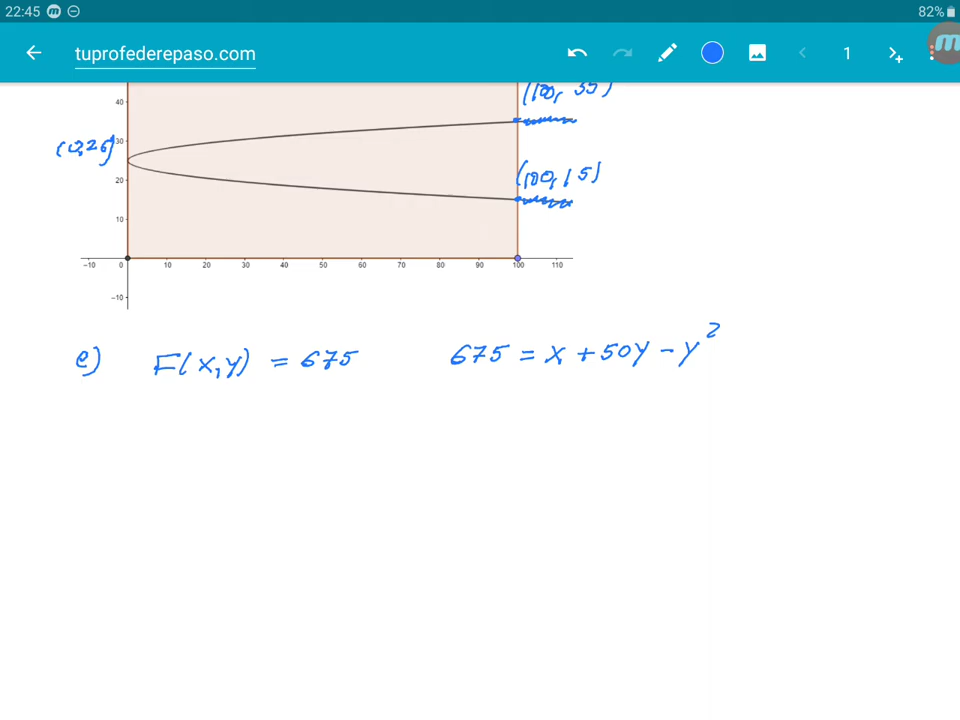 22:45 82%
tuprofederepaso.com 1
(100, 35)
40
(0,25) 30
(100, 15)
20
10
-10 0 10 20 30 40 50 60 70 80 90 100 110
-10
e) F(x,y) = 675 675 = x + 50y - y²